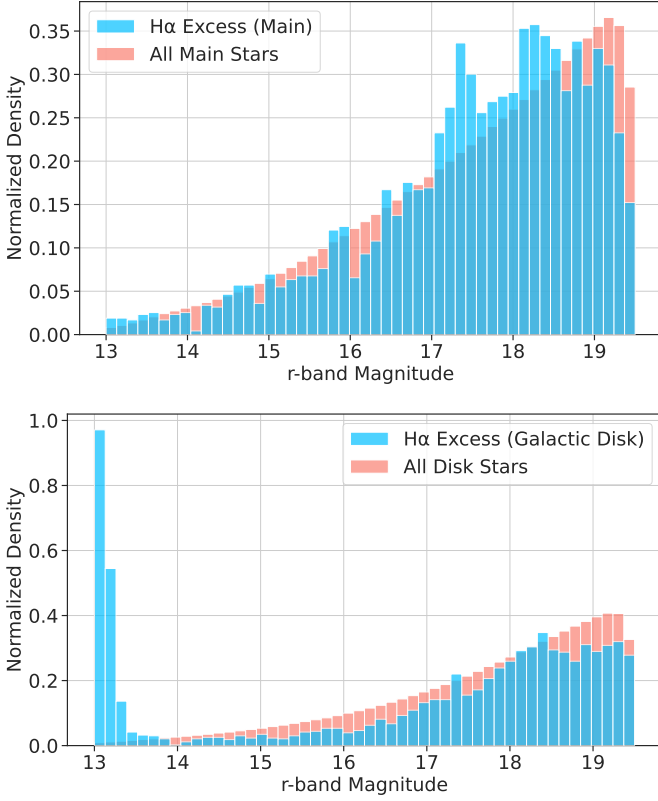 Hα Excess (Main)
All Main Stars
Normalized Density
0.35
0.30
0.25
0.20
0.15
0.10
0.05
0.00
13 14 15 16 17 18 19
r-band Magnitude
Hα Excess (Galactic Disk)
All Disk Stars
Normalized Density
1.0
0.8
0.6
0.4
0.2
0.0
13 14 15 16 17 18 19
r-band Magnitude